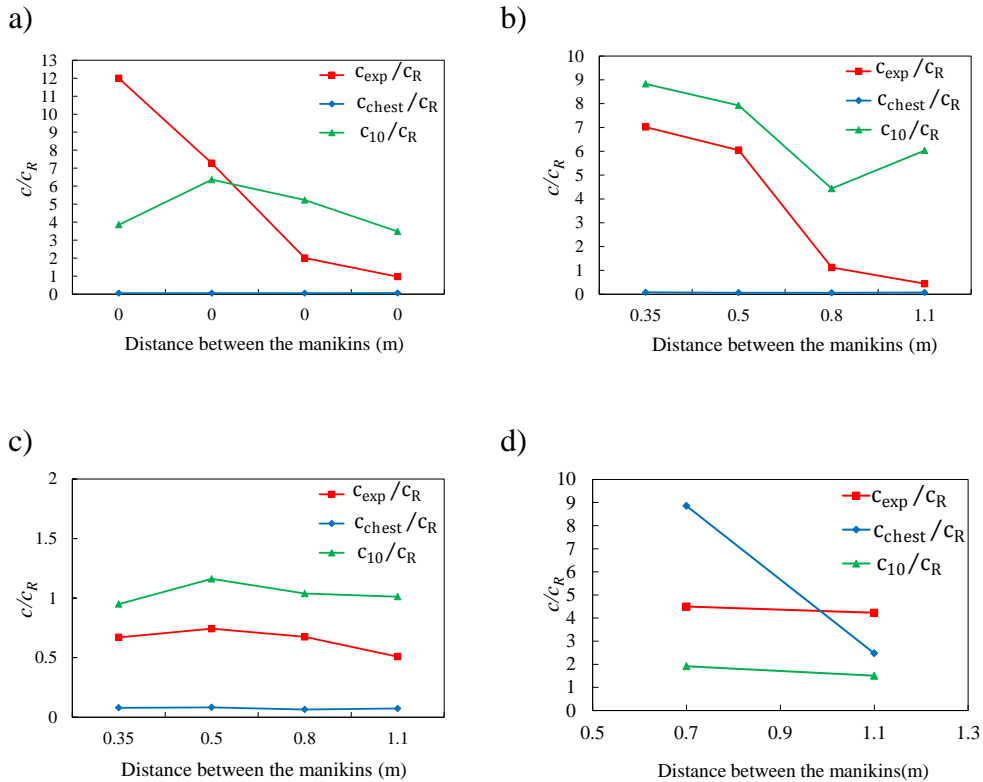 a)
13
12
11
10
9
8
7
6
5
4
3
2
1
0
c/c_R
c_exp/c_R
c_chest/c_R
c_10/c_R
0 0 0 0
Distance between the manikins (m)
b)
10
9
8
7
6
5
4
3
2
1
0
c/c_R
c_exp/c_R
c_chest/c_R
c_10/c_R
0.35 0.5 0.8 1.1
Distance between the manikins (m)
c)
2
1.5
1
0.5
0
c/c_R
c_exp/c_R
c_chest/c_R
c_10/c_R
0.35 0.5 0.8 1.1
Distance between the manikins (m)
d)
10
9
8
7
6
5
4
3
2
1
0
c/c_R
c_exp/c_R
c_chest/c_R
c_10/c_R
0.5 0.7 0.9 1.1 1.3
Distance between the manikins(m)